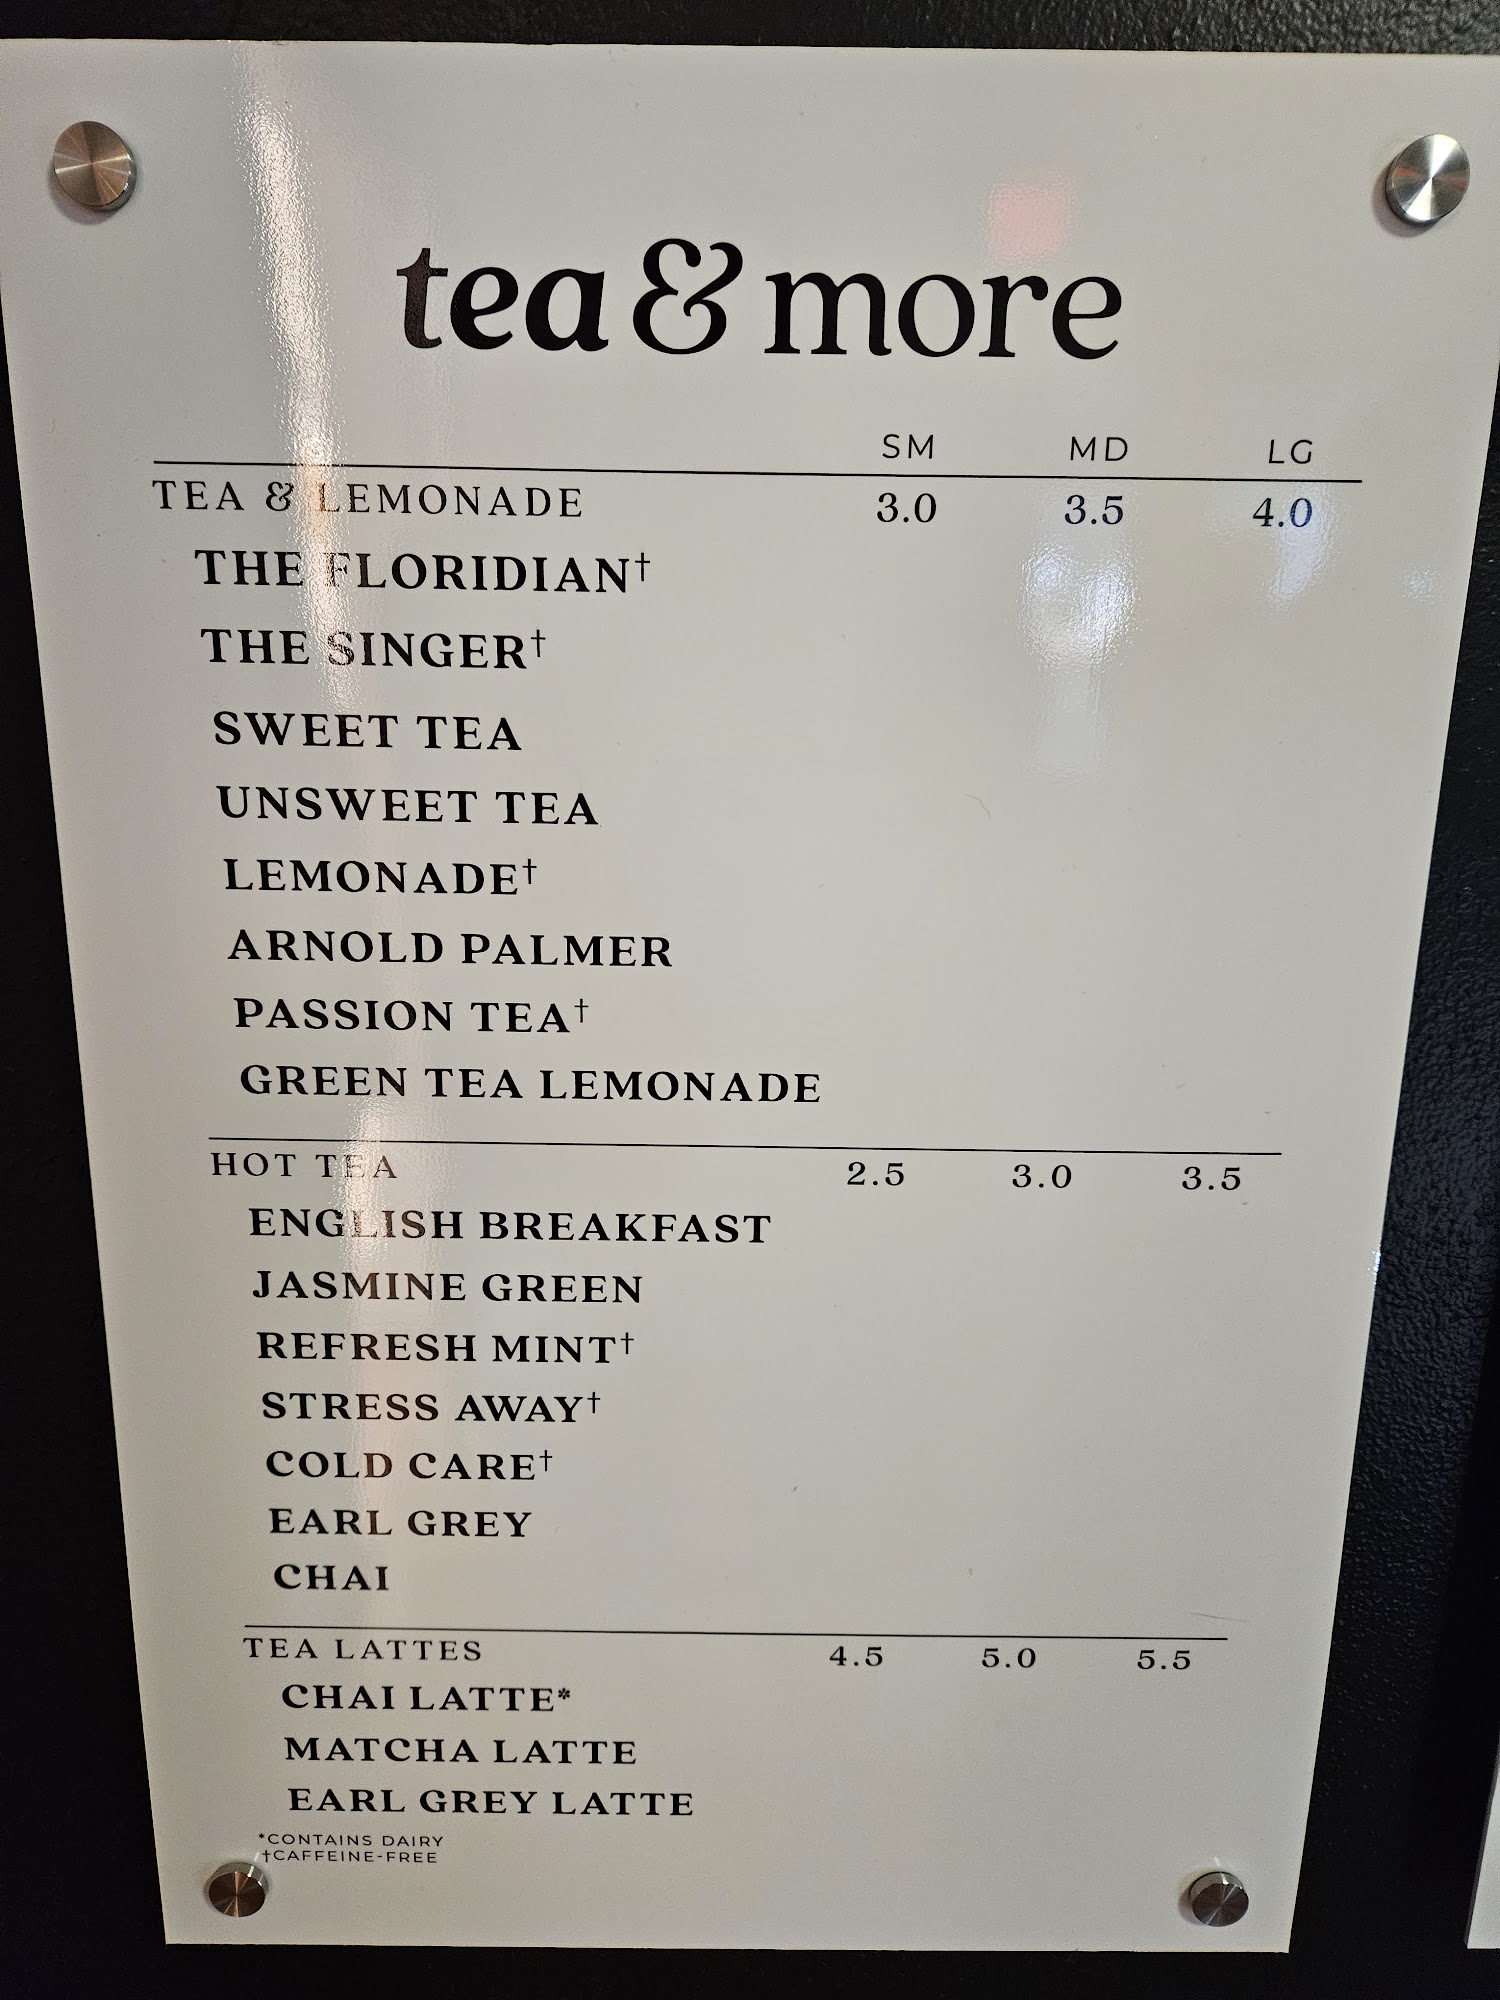 tea & more
SM MD LG
TEA & LEMONADE 3.0 3.5 4.0
THE FLORIDIAN†
THE SINGER†
SWEET TEA
UNSWEET TEA
LEMONADE†
ARNOLD PALMER
PASSION TEA†
GREEN TEA LEMONADE
HOT TEA 2.5 3.0 3.5
ENGLISH BREAKFAST
JASMINE GREEN
REFRESH MINT†
STRESS AWAY†
COLD CARE†
EARL GREY
CHAI
TEA LATTES 4.5 5.0 5.5
CHAI LATTE*
MATCHA LATTE
EARL GREY LATTE
*CONTAINS DAIRY
†CAFFEINE-FREE